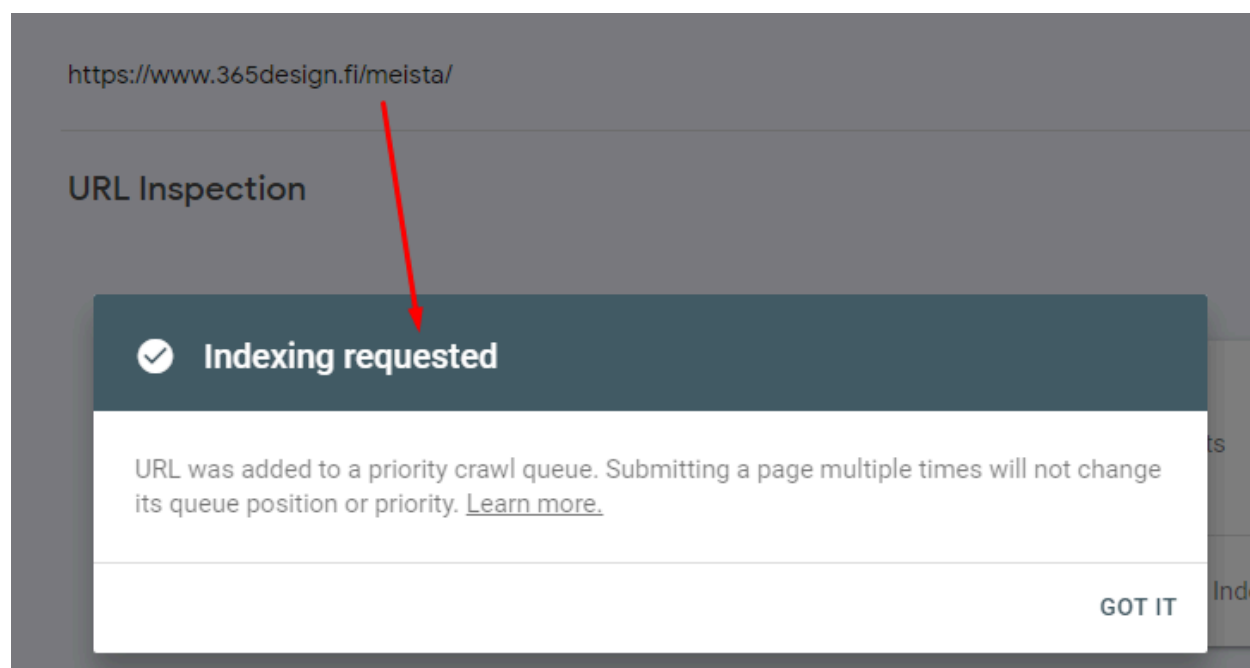 https://www.365design.fi/meista/
URL Inspection
Indexing requested
URL was added to a priority crawl queue. Submitting a page multiple times will not change
its queue position or priority. Learn more.
GOT IT